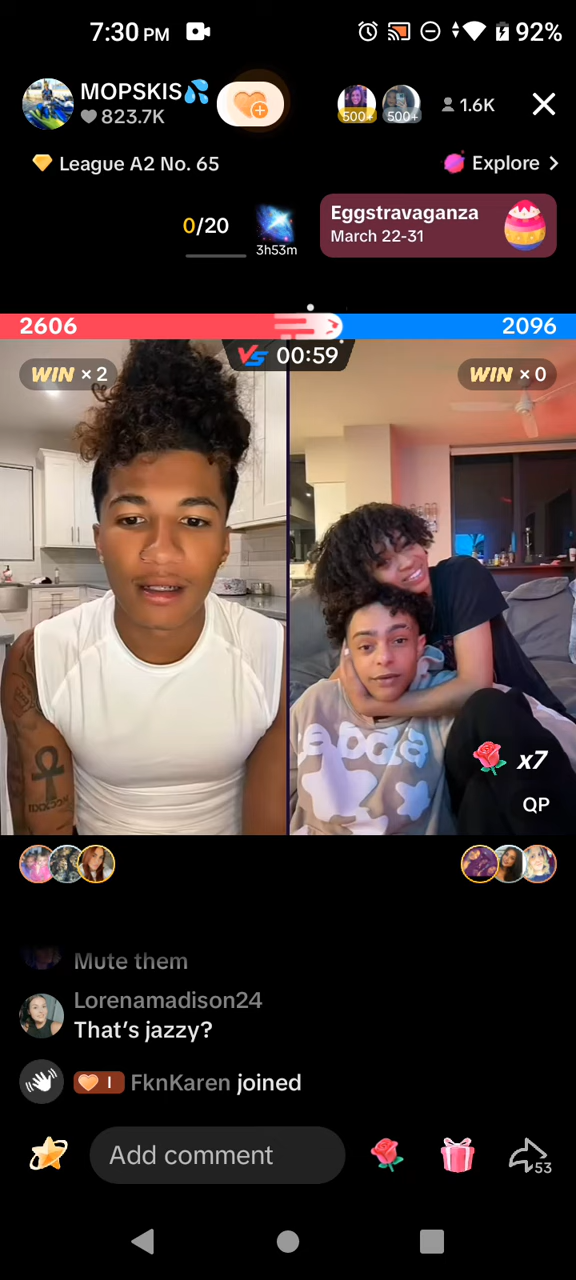 7:30 PM
92%
MOPSKIS💦
823.7K
500+
500+
1.6K
League A2 No. 65
Explore >
0/20
3h53m
Eggstravaganza
March 22-31
2606
2096
VS 00:59
WIN × 2
WIN × 0
x7
QP
Mute them
Lorenamadison24
That's jazzy?
I FknKaren joined
Add comment
53